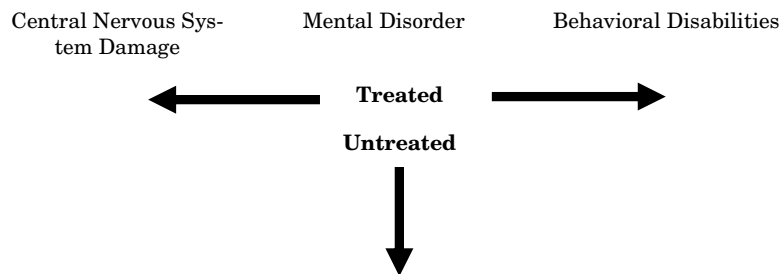 Central Nervous Sys- Mental Disorder Behavioral Disabilities
tem Damage
Treated
Untreated